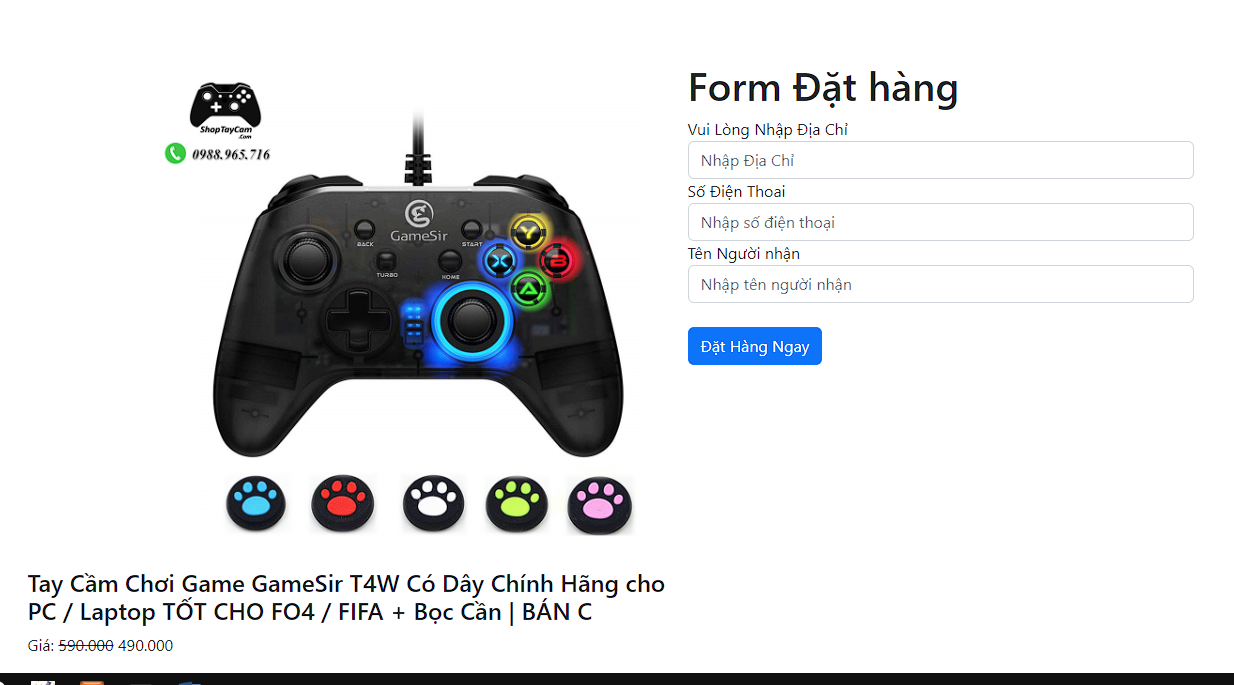 ShopTayCam
.Com
0988.965.716
GameSir
BACK
START
TURBO
HOME
Y
X
B
A
Tay Cầm Chơi Game GameSir T4W Có Dây Chính Hãng cho
PC / Laptop TỐT CHO FO4 / FIFA + Bọc Cần | BÁN C
Giá: 590.000 490.000
Form Đặt hàng
Vui Lòng Nhập Địa Chỉ
Nhập Địa Chỉ
Số Điện Thoai
Nhập số điện thoại
Tên Người nhận
Nhập tên người nhận
Đặt Hàng Ngay